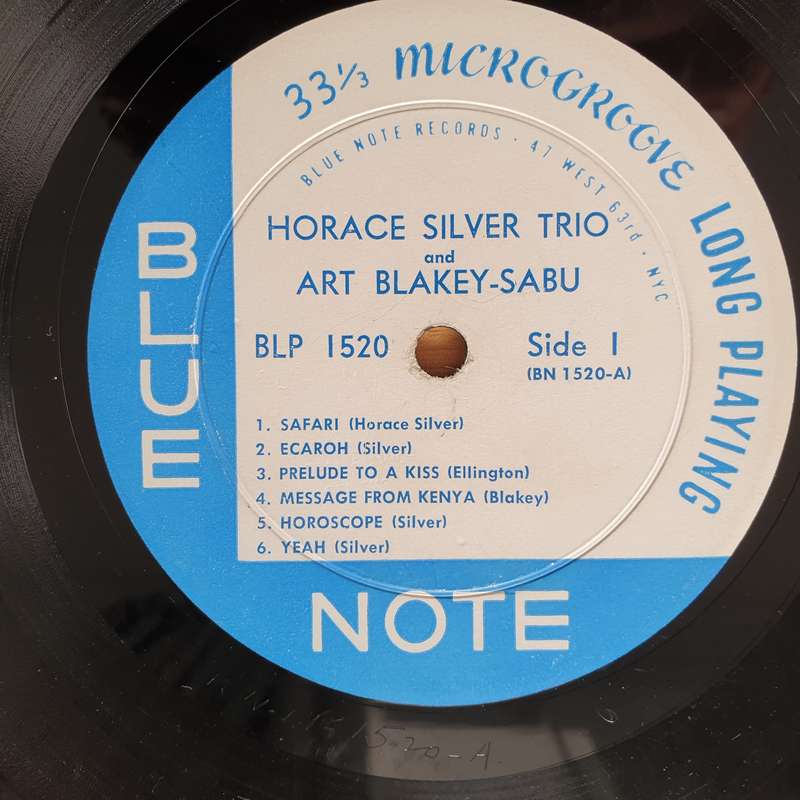 33⅓ MICROGROOVE LONG PLAYING
BLUE NOTE RECORDS · 47 WEST 63rd · NYC
HORACE SILVER TRIO
and
ART BLAKEY-SABU
BLP 1520
Side 1
(BN 1520-A)
1. SAFARI (Horace Silver)
2. ECAROH (Silver)
3. PRELUDE TO A KISS (Ellington)
4. MESSAGE FROM KENYA (Blakey)
5. HOROSCOPE (Silver)
6. YEAH (Silver)
BLUE
NOTE
1520-A